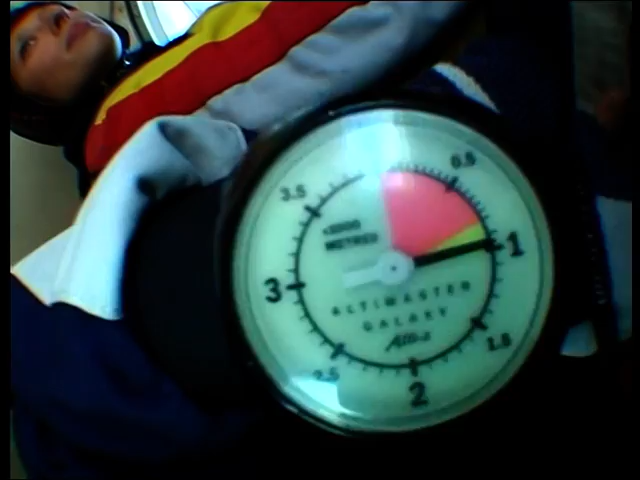 0.5
3.5
x1000
METRES
1
3
ALTIMASTER
GALAXY
Alti-2
1.5
2.5
2